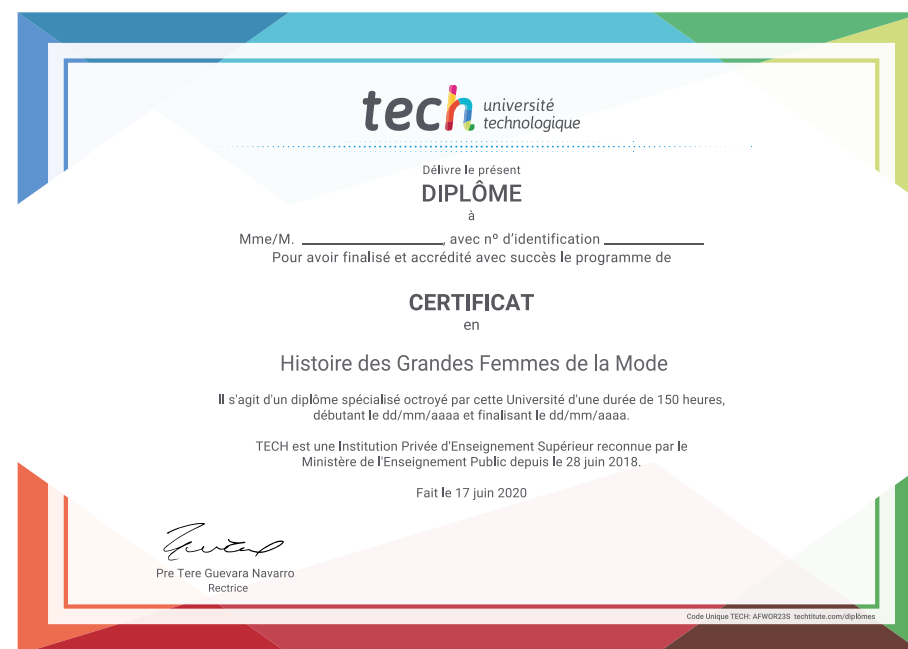 tech université
technologique
Délivre le présent
DIPLÔME
à
Mme/M. ____________________, avec nº d'identification ______________
Pour avoir finalisé et accrédité avec succès le programme de
CERTIFICAT
en
Histoire des Grandes Femmes de la Mode
Il s'agit d'un diplôme spécialisé octroyé par cette Université d'une durée de 150 heures,
débutant le dd/mm/aaaa et finalisant le dd/mm/aaaa.
TECH est une Institution Privée d'Enseignement Supérieur reconnue par le
Ministère de l'Enseignement Public depuis le 28 juin 2018.
Fait le 17 juin 2020
Pre Tere Guevara Navarro
Rectrice
Code Unique TECH: AFWOR23S techtitute.com/diplômes